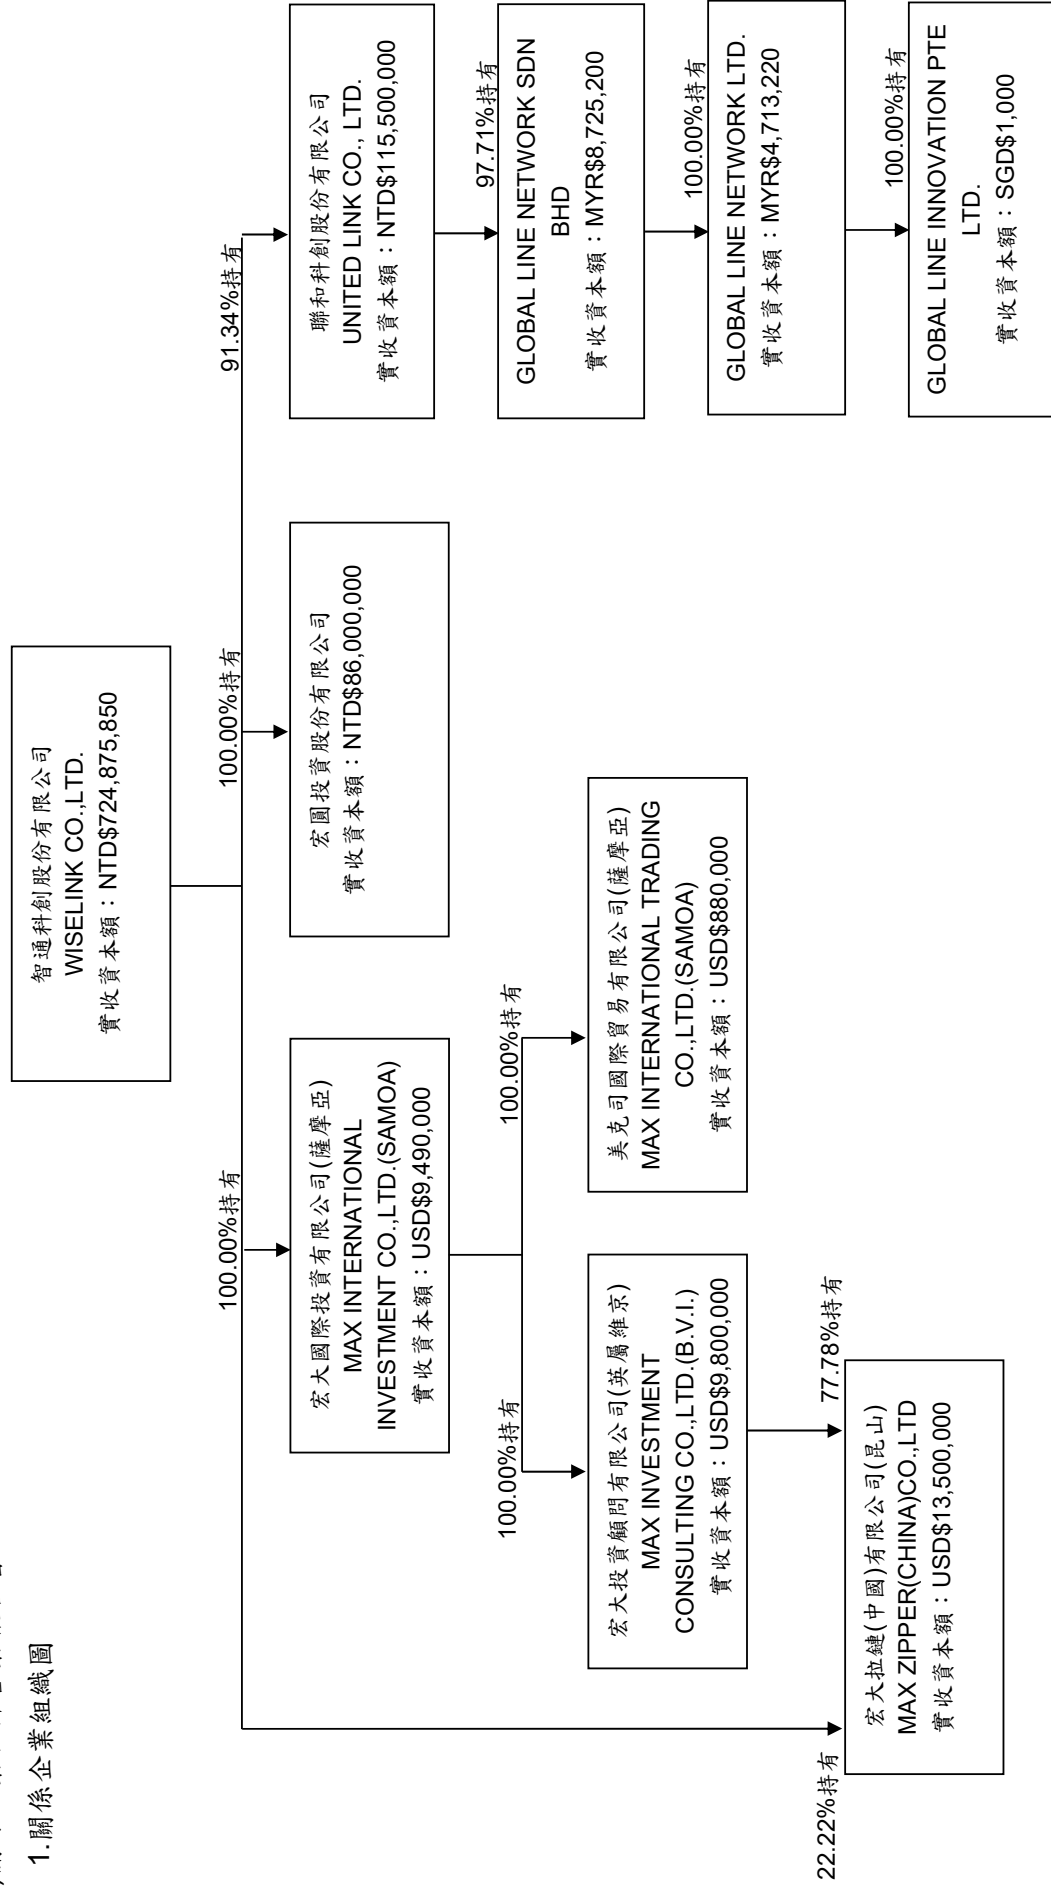 1.關係企業組織圖
智通科創股份有限公司
WISELINK CO.,LTD.
實收資本額：NTD$724,875,850
100.00%持有
100.00%持有
91.34%持有
宏大國際投資有限公司(薩摩亞)
MAX INTERNATIONAL
INVESTMENT CO.,LTD.(SAMOA)
實收資本額：USD$9,490,000
宏圓投資股份有限公司
實收資本額：NTD$86,000,000
聯和科創股份有限公司
UNITED LINK CO., LTD.
實收資本額：NTD$115,500,000
97.71%持有
GLOBAL LINE NETWORK SDN
BHD
實收資本額：MYR$8,725,200
100.00%持有
100.00%持有
宏大投資顧問有限公司(英屬維京)
MAX INVESTMENT
CONSULTING CO.,LTD.(B.V.I.)
實收資本額：USD$9,800,000
美克司國際貿易有限公司(薩摩亞)
MAX INTERNATIONAL TRADING
CO.,LTD.(SAMOA)
實收資本額：USD$880,000
100.00%持有
GLOBAL LINE NETWORK LTD.
實收資本額：MYR$4,713,220
22.22%持有
77.78%持有
宏大拉鏈(中國)有限公司(昆山)
MAX ZIPPER(CHINA)CO.,LTD
實收資本額：USD$13,500,000
100.00%持有
GLOBAL LINE INNOVATION PTE
LTD.
實收資本額：SGD$1,000